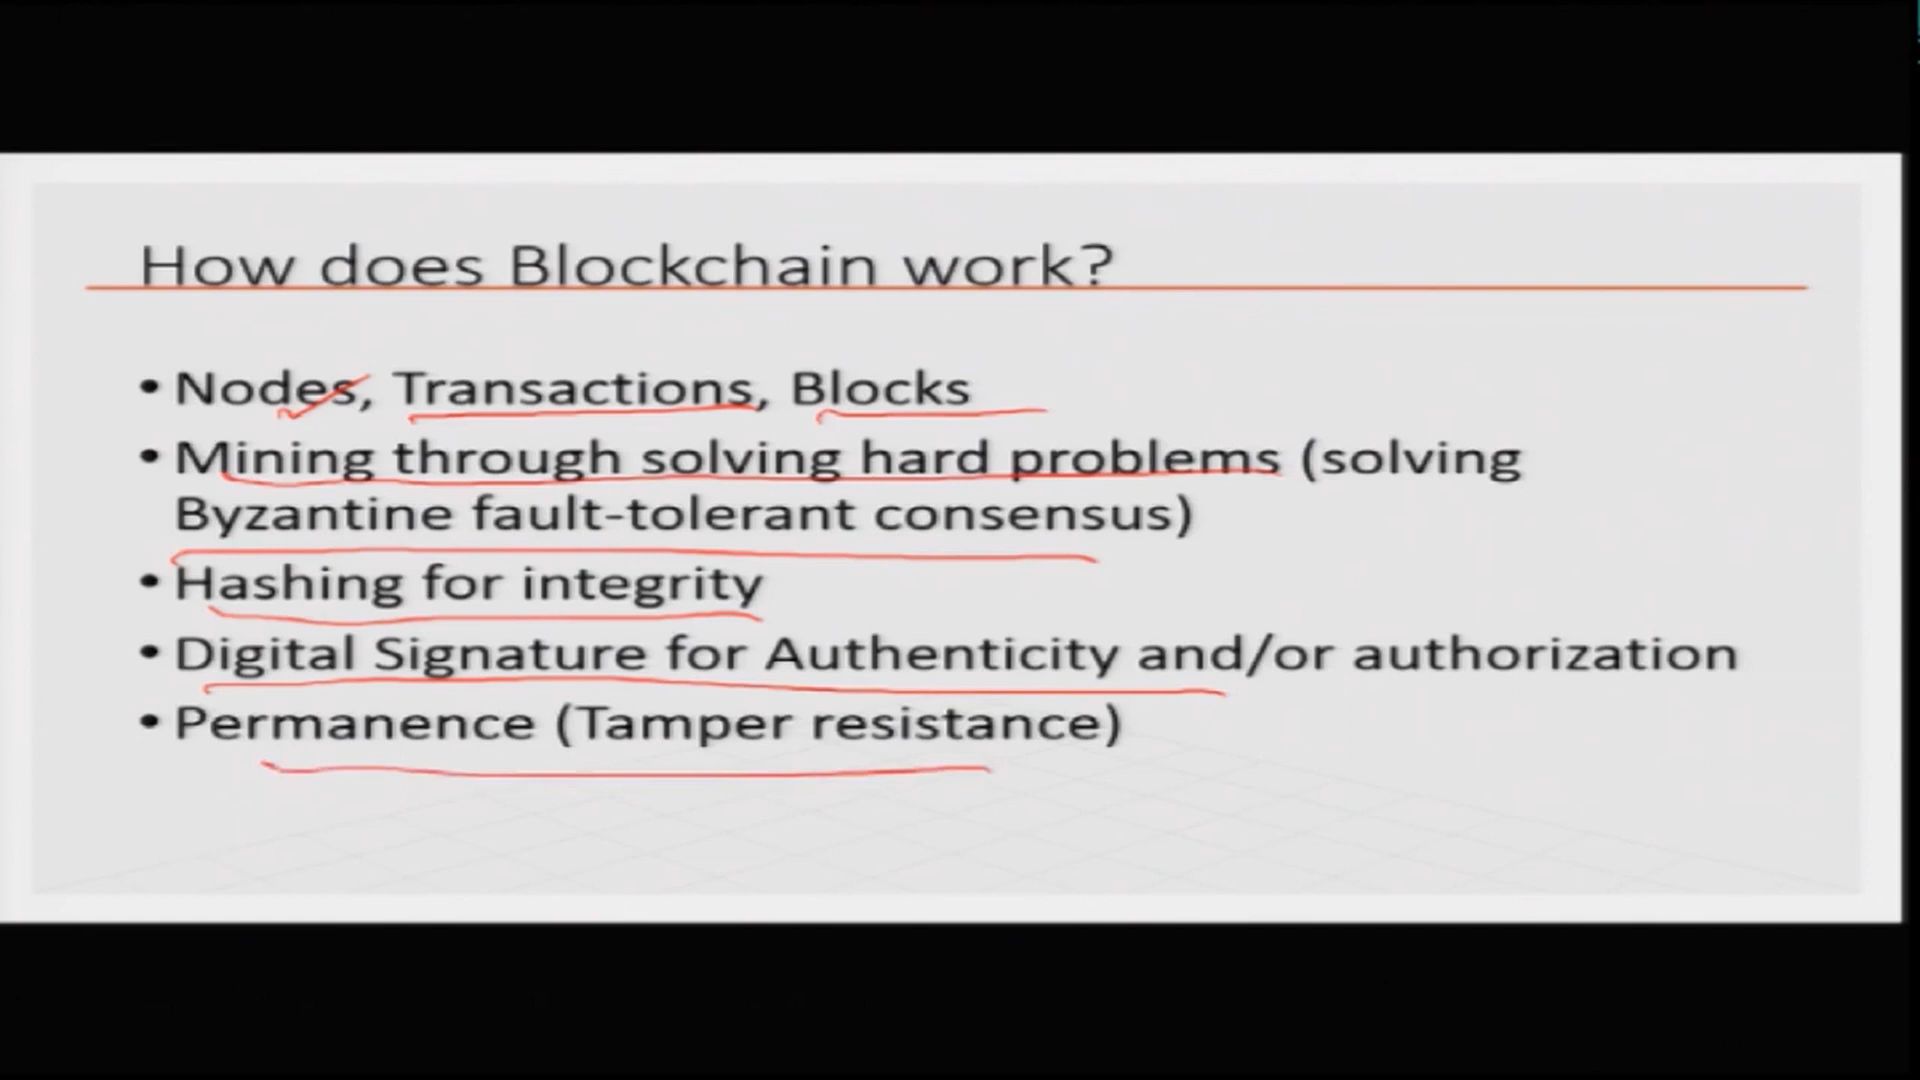 How does Blockchain work?
• Nodes, Transactions, Blocks
• Mining through solving hard problems (solving
Byzantine fault-tolerant consensus)
• Hashing for integrity
• Digital Signature for Authenticity and/or authorization
• Permanence (Tamper resistance)